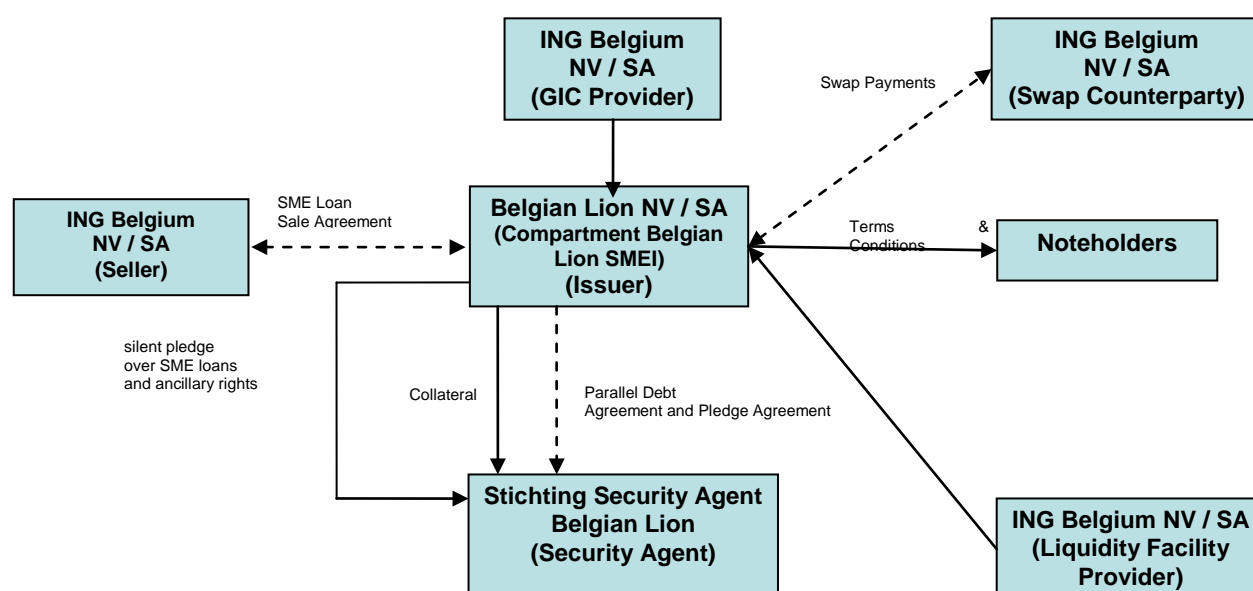 ING Belgium
NV / SA
(GIC Provider)
ING Belgium
NV / SA
(Swap Counterparty)
Swap Payments
SME Loan
Sale Agreement
ING Belgium
NV / SA
(Seller)
Belgian Lion NV / SA
(Compartment Belgian
Lion SMEI)
(Issuer)
Terms &
Conditions
Noteholders
silent pledge
over SME loans
and ancillary rights
Collateral
Parallel Debt
Agreement and Pledge Agreement
Stichting Security Agent
Belgian Lion
(Security Agent)
ING Belgium NV / SA
(Liquidity Facility
Provider)